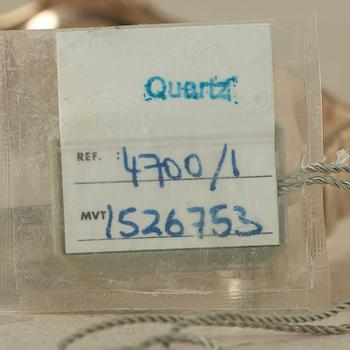 Quartz
REF. : 4700/1
MVT 1526753